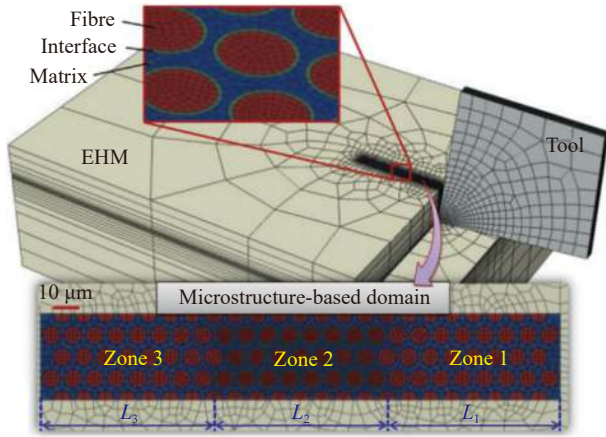 Fibre
Interface
Matrix
EHM
Tool
Microstructure-based domain
10 μm
Zone 3
Zone 2
Zone 1
L₃
L₂
L₁